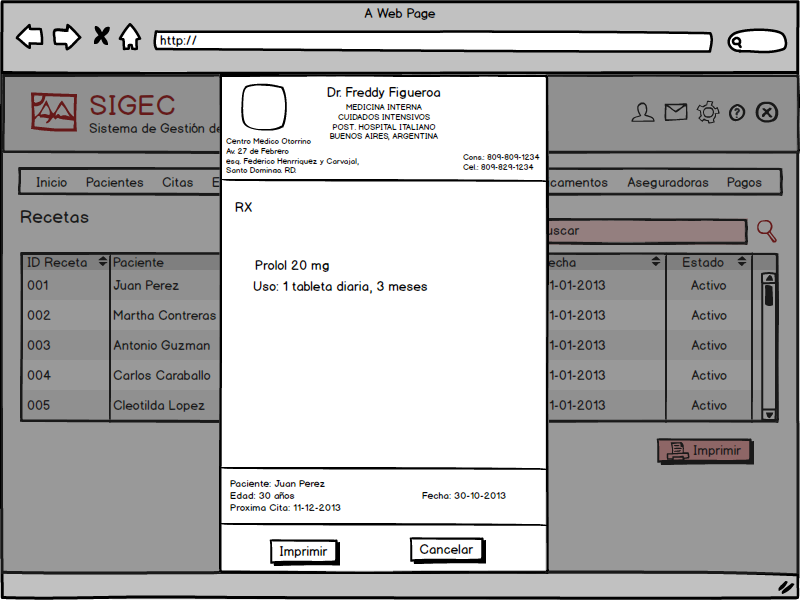 A Web Page
http://
SIGEC
Sistema de Gestión de
Inicio Pacientes Citas E
camentos Aseguradoras Pagos
Recetas
uscar
ID Receta Paciente
echa Estado
001 Juan Perez 1-01-2013 Activo
002 Martha Contreras 1-01-2013 Activo
003 Antonio Guzman 1-01-2013 Activo
004 Carlos Caraballo 1-01-2013 Activo
005 Cleotilda Lopez 1-01-2013 Activo
Imprimir
Dr. Freddy Figueroa
MEDICINA INTERNA
CUIDADOS INTENSIVOS
POST. HOSPITAL ITALIANO
BUENOS AIRES, ARGENTINA
Centro Medico Otorrino
Av. 27 de Febrero
esq. Federico Henrriquez y Carvajal,
Santo Domingo. RD.
Cons: 809-809-1234
Cel.: 809-829-1234
RX
Prolol 20 mg
Uso: 1 tableta diaria, 3 meses
Paciente: Juan Perez
Edad: 30 años
Fecha: 30-10-2013
Proxima Cita: 11-12-2013
Imprimir
Cancelar